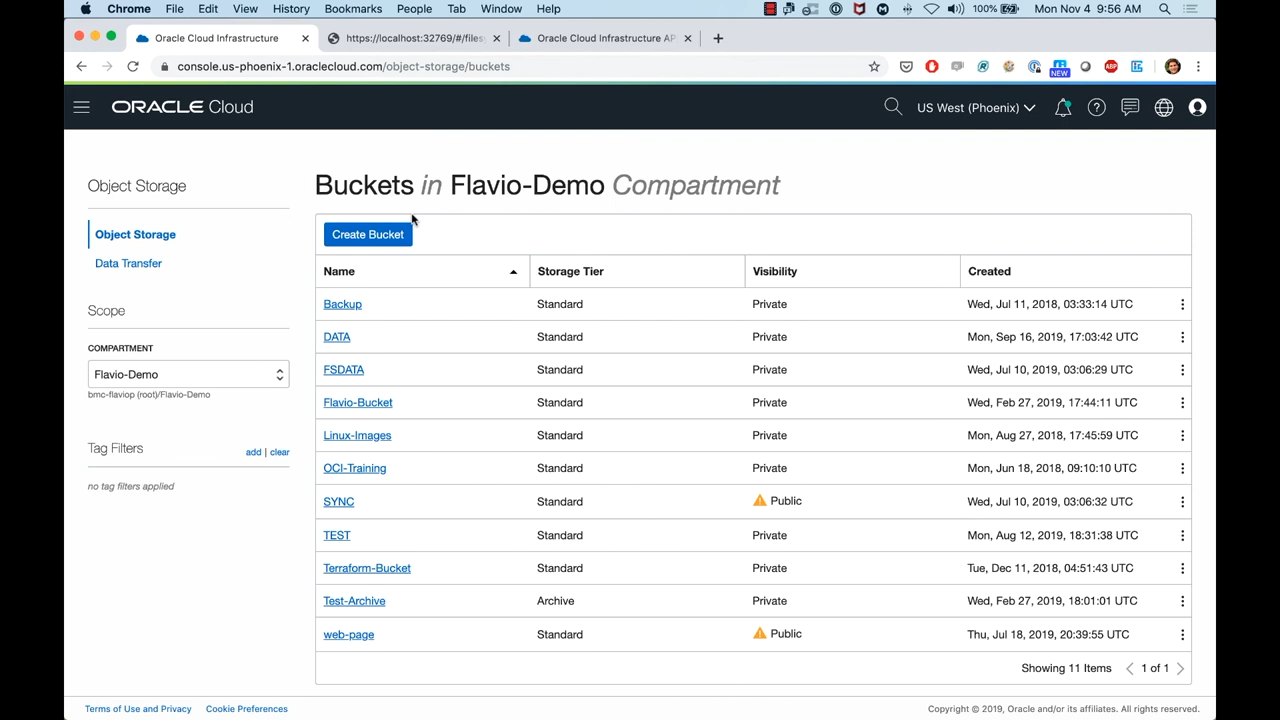 Chrome File Edit View History Bookmarks People Tab Window Help 100% Mon Nov 4 9:56 AM
Oracle Cloud Infrastructure https://localhost:32769/#/files Oracle Cloud Infrastructure AP
console.us-phoenix-1.oraclecloud.com/object-storage/buckets
NEW
ABP
ORACLE Cloud US West (Phoenix)
Object Storage
Object Storage
Data Transfer
Scope
COMPARTMENT
Flavio-Demo
bmc-flaviop (root)/Flavio-Demo
Tag Filters add | clear
no tag filters applied
Buckets in Flavio-Demo Compartment
Create Bucket
Name Storage Tier Visibility Created
Backup Standard Private Wed, Jul 11, 2018, 03:33:14 UTC
DATA Standard Private Mon, Sep 16, 2019, 17:03:42 UTC
FSDATA Standard Private Wed, Jul 10, 2019, 03:06:29 UTC
Flavio-Bucket Standard Private Wed, Feb 27, 2019, 17:44:11 UTC
Linux-Images Standard Private Mon, Aug 27, 2018, 17:45:59 UTC
OCI-Training Standard Private Mon, Jun 18, 2018, 09:10:10 UTC
SYNC Standard Public Wed, Jul 10, 2019, 03:06:32 UTC
TEST Standard Private Mon, Aug 12, 2019, 18:31:38 UTC
Terraform-Bucket Standard Private Tue, Dec 11, 2018, 04:51:43 UTC
Test-Archive Archive Private Wed, Feb 27, 2019, 18:01:01 UTC
web-page Standard Public Thu, Jul 18, 2019, 20:39:55 UTC
Showing 11 Items 1 of 1
Terms of Use and Privacy Cookie Preferences Copyright © 2019, Oracle and/or its affiliates. All rights reserved.